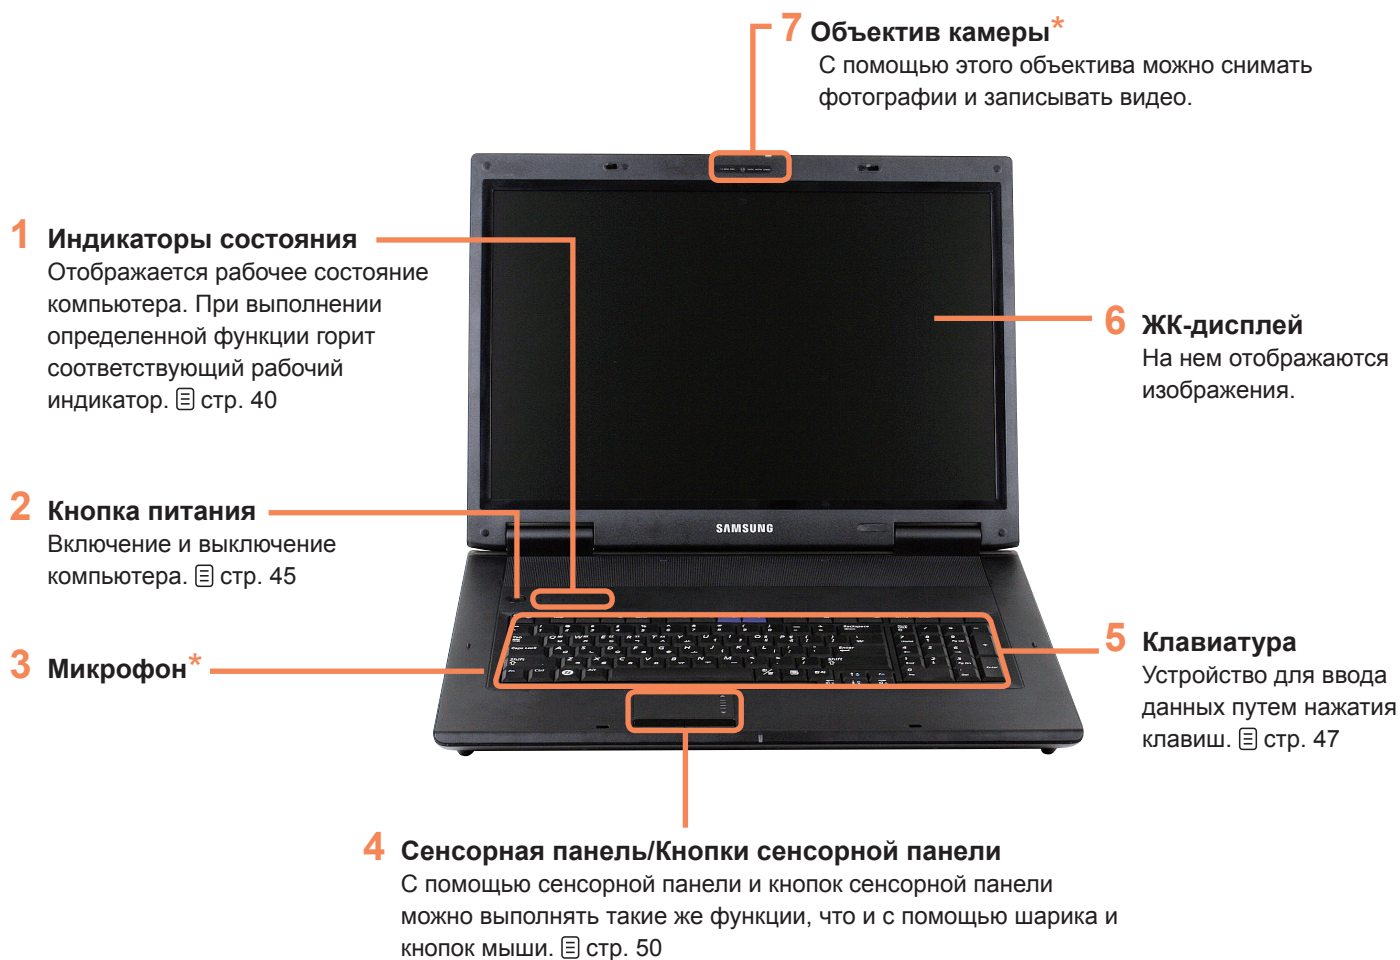 7 Объектив камеры*
С помощью этого объектива можно снимать
фотографии и записывать видео.
1 Индикаторы состояния
Отображается рабочее состояние
компьютера. При выполнении
определенной функции горит
соответствующий рабочий
индикатор. стр. 40
6 ЖК-дисплей
На нем отображаются
изображения.
2 Кнопка питания
Включение и выключение
компьютера. стр. 45
SAMSUNG
3 Микрофон*
5 Клавиатура
Устройство для ввода
данных путем нажатия
клавиш. стр. 47
4 Сенсорная панель/Кнопки сенсорной панели
С помощью сенсорной панели и кнопок сенсорной панели
можно выполнять такие же функции, что и с помощью шарика и
кнопок мыши. стр. 50